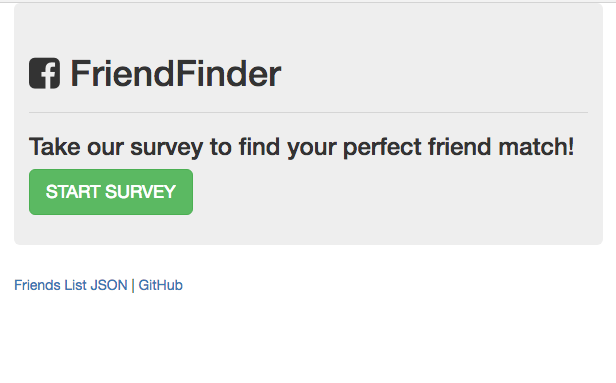 FriendFinder
Take our survey to find your perfect friend match!
START SURVEY
Friends List JSON | GitHub